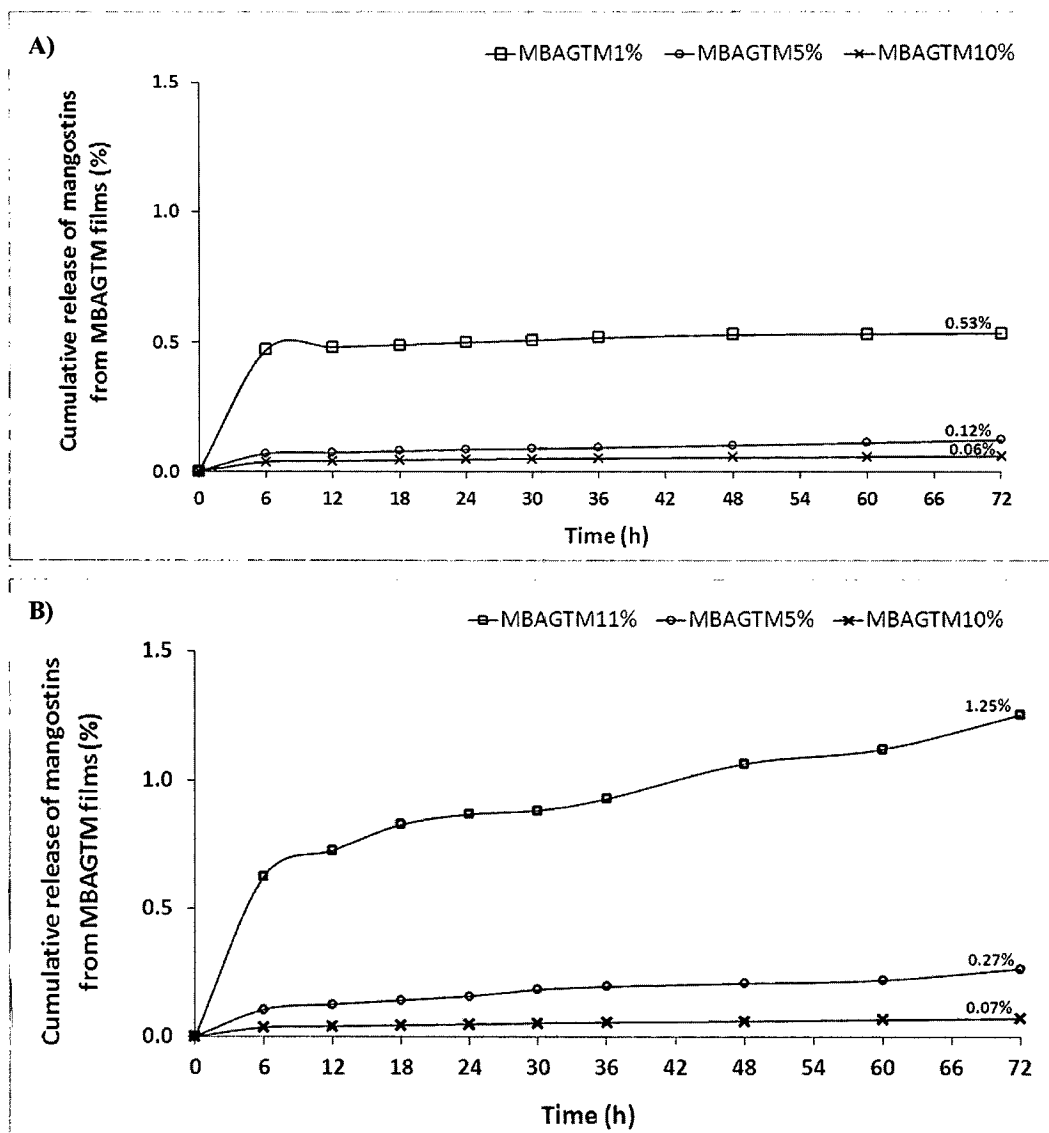 A)
MBAGTM1% MBAGTM5% MBAGTM10%
Cumulative release of mangostins
from MBAGTM films (%)
1.5
1.0
0.5
0.0
0.53%
0.12%
0.06%
0 6 12 18 24 30 36 42 48 54 60 66 72
Time (h)
B)
MBAGTM11% MBAGTM5% MBAGTM10%
Cumulative release of mangostins
from MBAGTM films (%)
1.5
1.0
0.5
0.0
1.25%
0.27%
0.07%
0 6 12 18 24 30 36 42 48 54 60 66 72
Time (h)